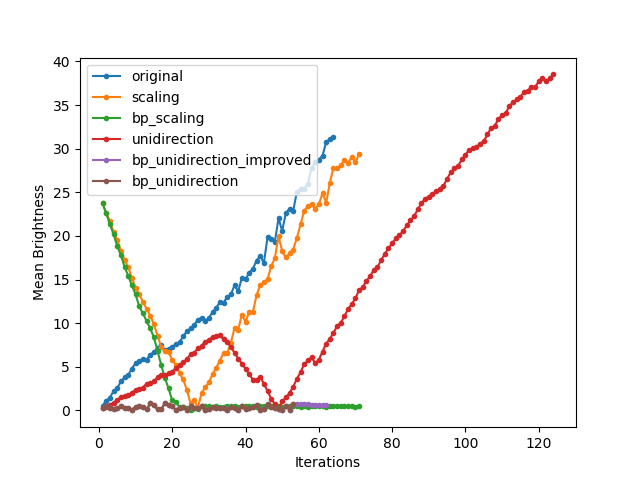 40
35
30
25
20
15
10
5
0
Mean Brightness
original
scaling
bp_scaling
unidirection
bp_unidirection_improved
bp_unidirection
0 20 40 60 80 100 120
Iterations